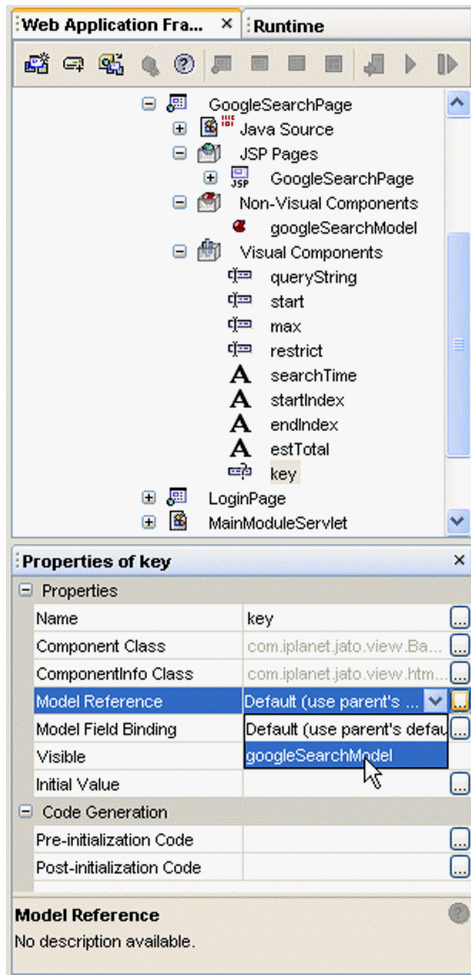 Web Application Fra... × Runtime
GoogleSearchPage
Java Source
JSP Pages
JSP GoogleSearchPage
Non-Visual Components
googleSearchModel
Visual Components
queryString
start
max
restrict
A searchTime
A startIndex
A endIndex
A estTotal
key
LoginPage
MainModuleServlet
Properties of key ×
Properties
Name key ...
Component Class com.iplanet.jato.view.Ba... ...
ComponentInfo Class com.iplanet.jato.view.htm... ...
Model Reference Default (use parent's ... ...
Model Field Binding Default (use parent's defau ...
Visible googleSearchModel
Initial Value ...
Code Generation
Pre-initialization Code ...
Post-initialization Code ...
Model Reference ?
No description available.